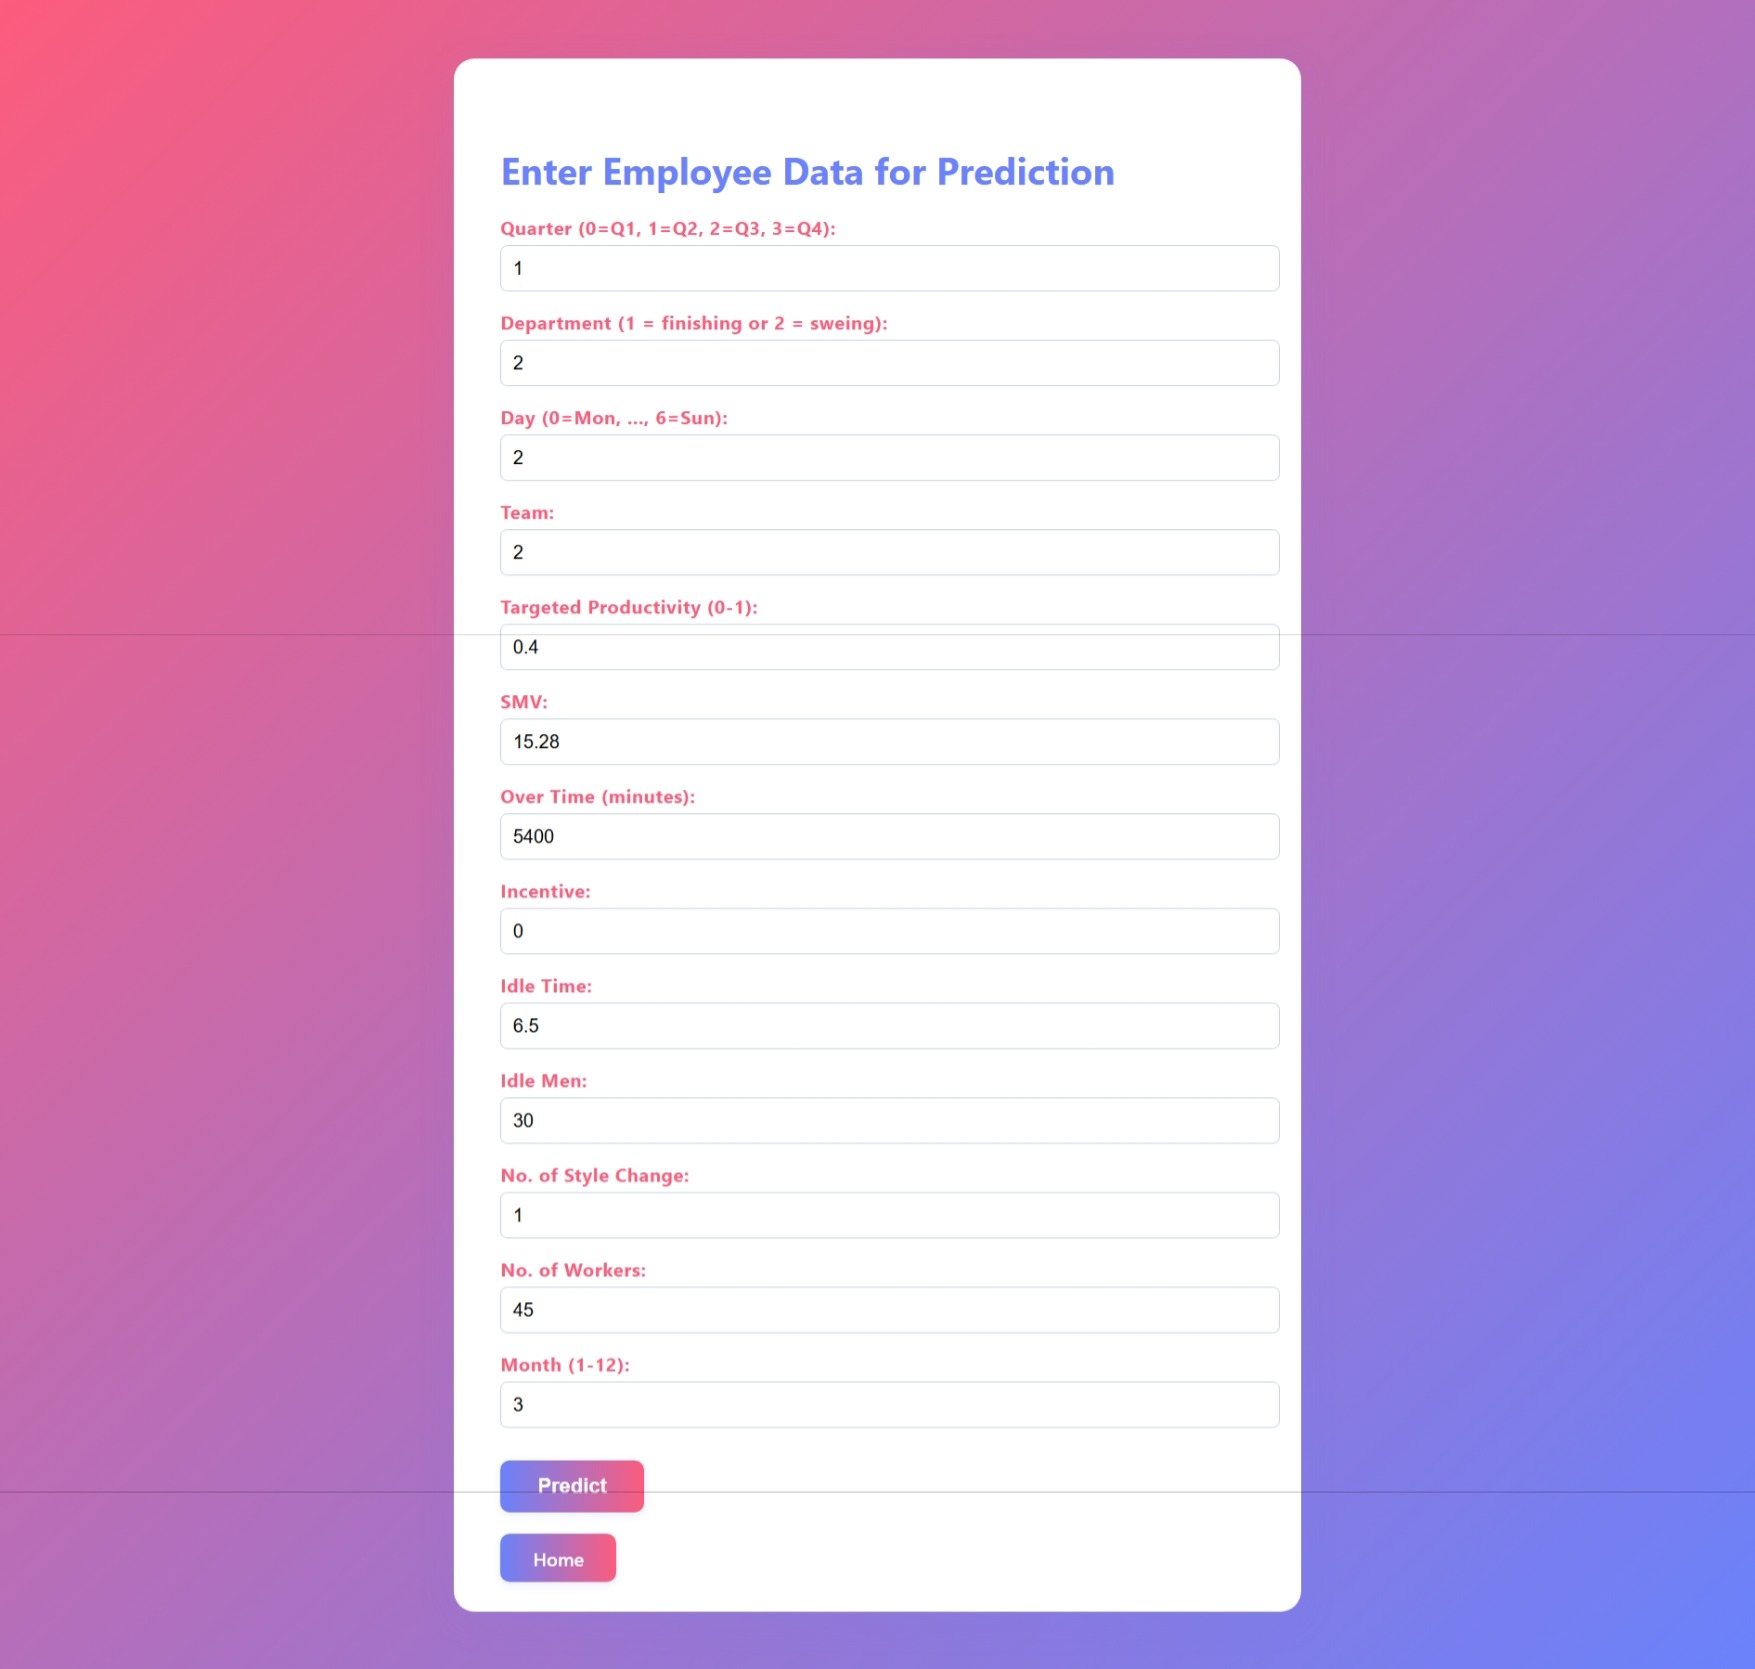 Enter Employee Data for Prediction
Quarter (0=Q1, 1=Q2, 2=Q3, 3=Q4):
1
Department (1 = finishing or 2 = sweing):
2
Day (0=Mon, ..., 6=Sun):
2
Team:
2
Targeted Productivity (0-1):
0.4
SMV:
15.28
Over Time (minutes):
5400
Incentive:
0
Idle Time:
6.5
Idle Men:
30
No. of Style Change:
1
No. of Workers:
45
Month (1-12):
3
Predict
Home